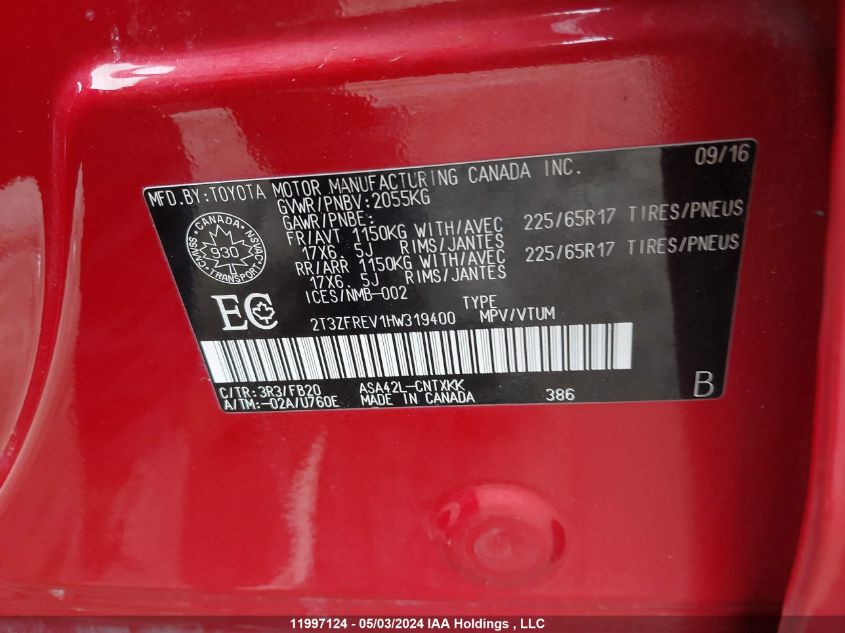 09/16
MFD.BY:TOYOTA MOTOR MANUFACTURING CANADA INC.
GVWR/PNBV:2055KG
GAWR/PNBE:
FR/AVT 1150KG WITH/AVEC 225/65R17 TIRES/PNEUS
17X6.5J RIMS/JANTES
RR/ARR 1150KG WITH/AVEC 225/65R17 TIRES/PNEUS
17X6.5J RIMS/JANTES
ICES/NMB-002
CANADA
930
TRANSPORT
EC
TYPE
2T3ZFREV1HW319400 MPV/VTUM
C/TR:3R3/FB20 ASA42L-CNTXKK
A/TM:-02A/U760E MADE IN CANADA 386 B
11997124 - 05/03/2024 IAA Holdings , LLC